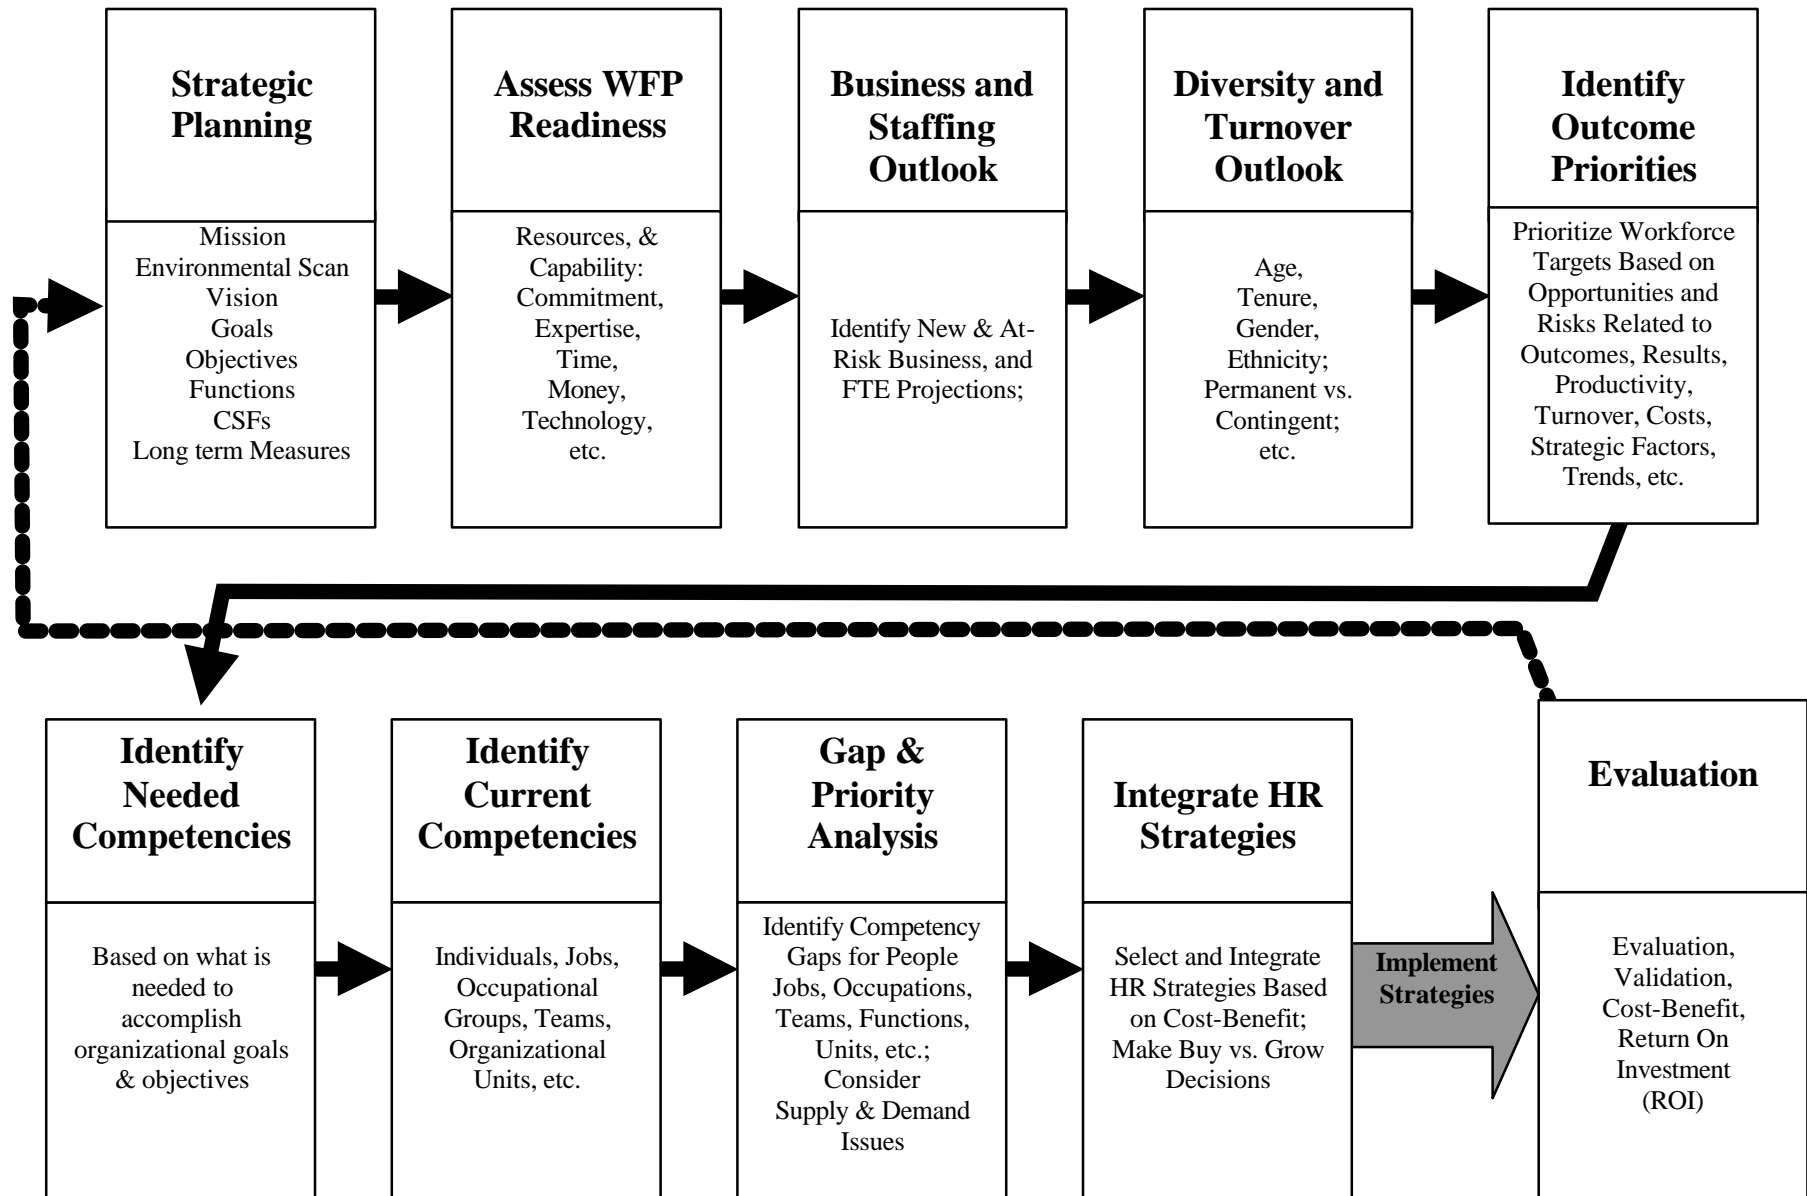 Strategic
Planning
Mission
Environmental Scan
Vision
Goals
Objectives
Functions
CSFs
Long term Measures
Assess WFP
Readiness
Resources, &
Capability:
Commitment,
Expertise,
Time,
Money,
Technology,
etc.
Business and
Staffing
Outlook
Identify New & At-
Risk Business, and
FTE Projections;
Diversity and
Turnover
Outlook
Age,
Tenure,
Gender,
Ethnicity;
Permanent vs.
Contingent;
etc.
Identify
Outcome
Priorities
Prioritize Workforce
Targets Based on
Opportunities and
Risks Related to
Outcomes, Results,
Productivity,
Turnover, Costs,
Strategic Factors,
Trends, etc.
Identify
Needed
Competencies
Based on what is
needed to
accomplish
organizational goals
& objectives
Identify
Current
Competencies
Individuals, Jobs,
Occupational
Groups, Teams,
Organizational
Units, etc.
Gap &
Priority
Analysis
Identify Competency
Gaps for People
Jobs, Occupations,
Teams, Functions,
Units, etc.;
Consider
Supply & Demand
Issues
Integrate HR
Strategies
Select and Integrate
HR Strategies Based
on Cost-Benefit;
Make Buy vs. Grow
Decisions
Implement
Strategies
Evaluation
Evaluation,
Validation,
Cost-Benefit,
Return On
Investment
(ROI)